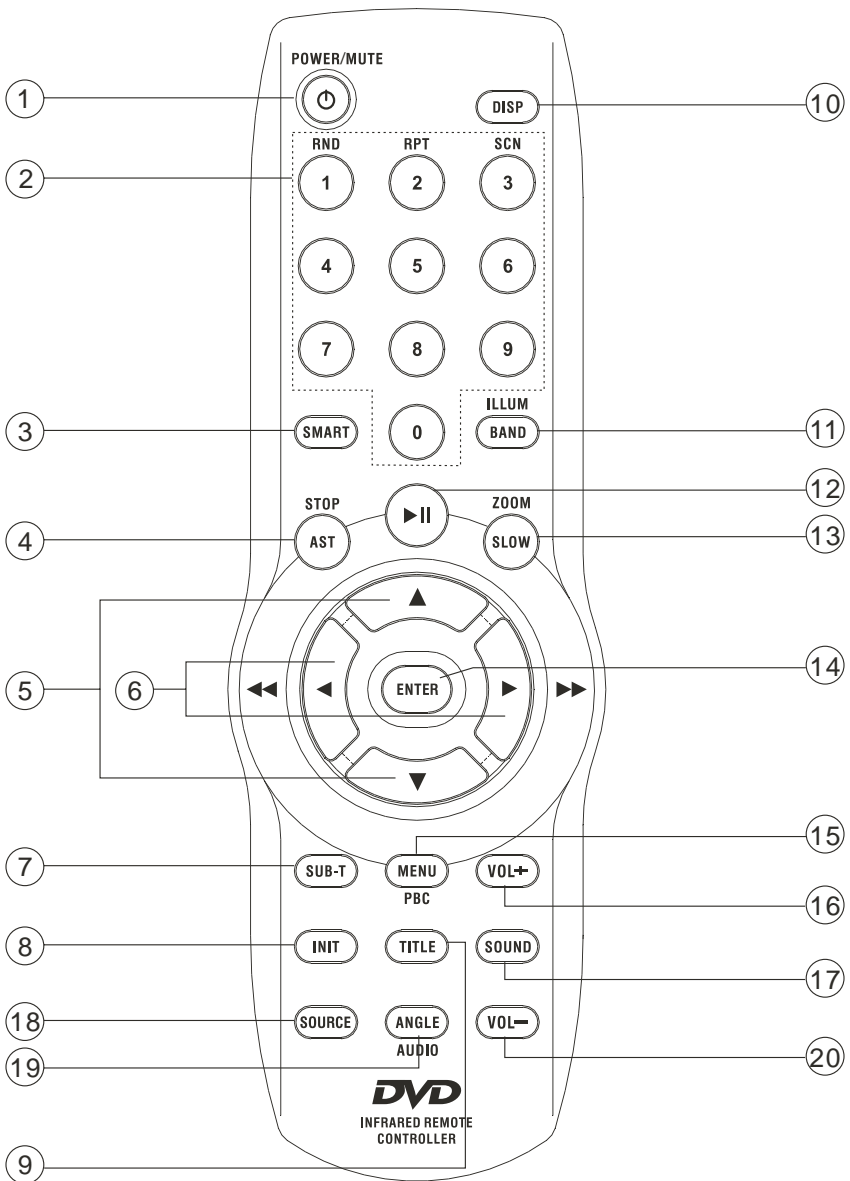 POWER/MUTE
1
DISP
10
RND RPT SCN
2
1 2 3
4 5 6
7 8 9
ILLUM
3
SMART
0
BAND
11
12
STOP
ZOOM
4
AST
SLOW
13
5
6
ENTER
14
15
7
SUB-T
MENU
VOL+
PBC
16
8
INIT
TITLE
SOUND
17
18
SOURCE
ANGLE
VOL-
19
AUDIO
20
DVD
INFRARED REMOTE
CONTROLLER
9